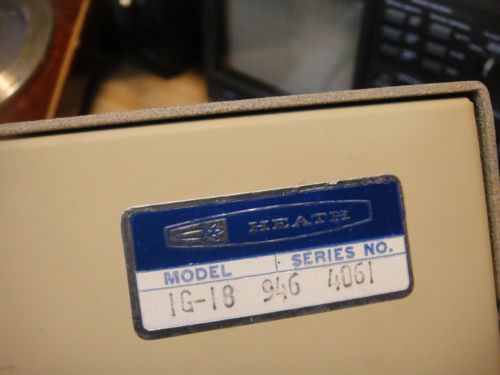 HEATH
MODEL SERIES NO.
IG-18 946 4061